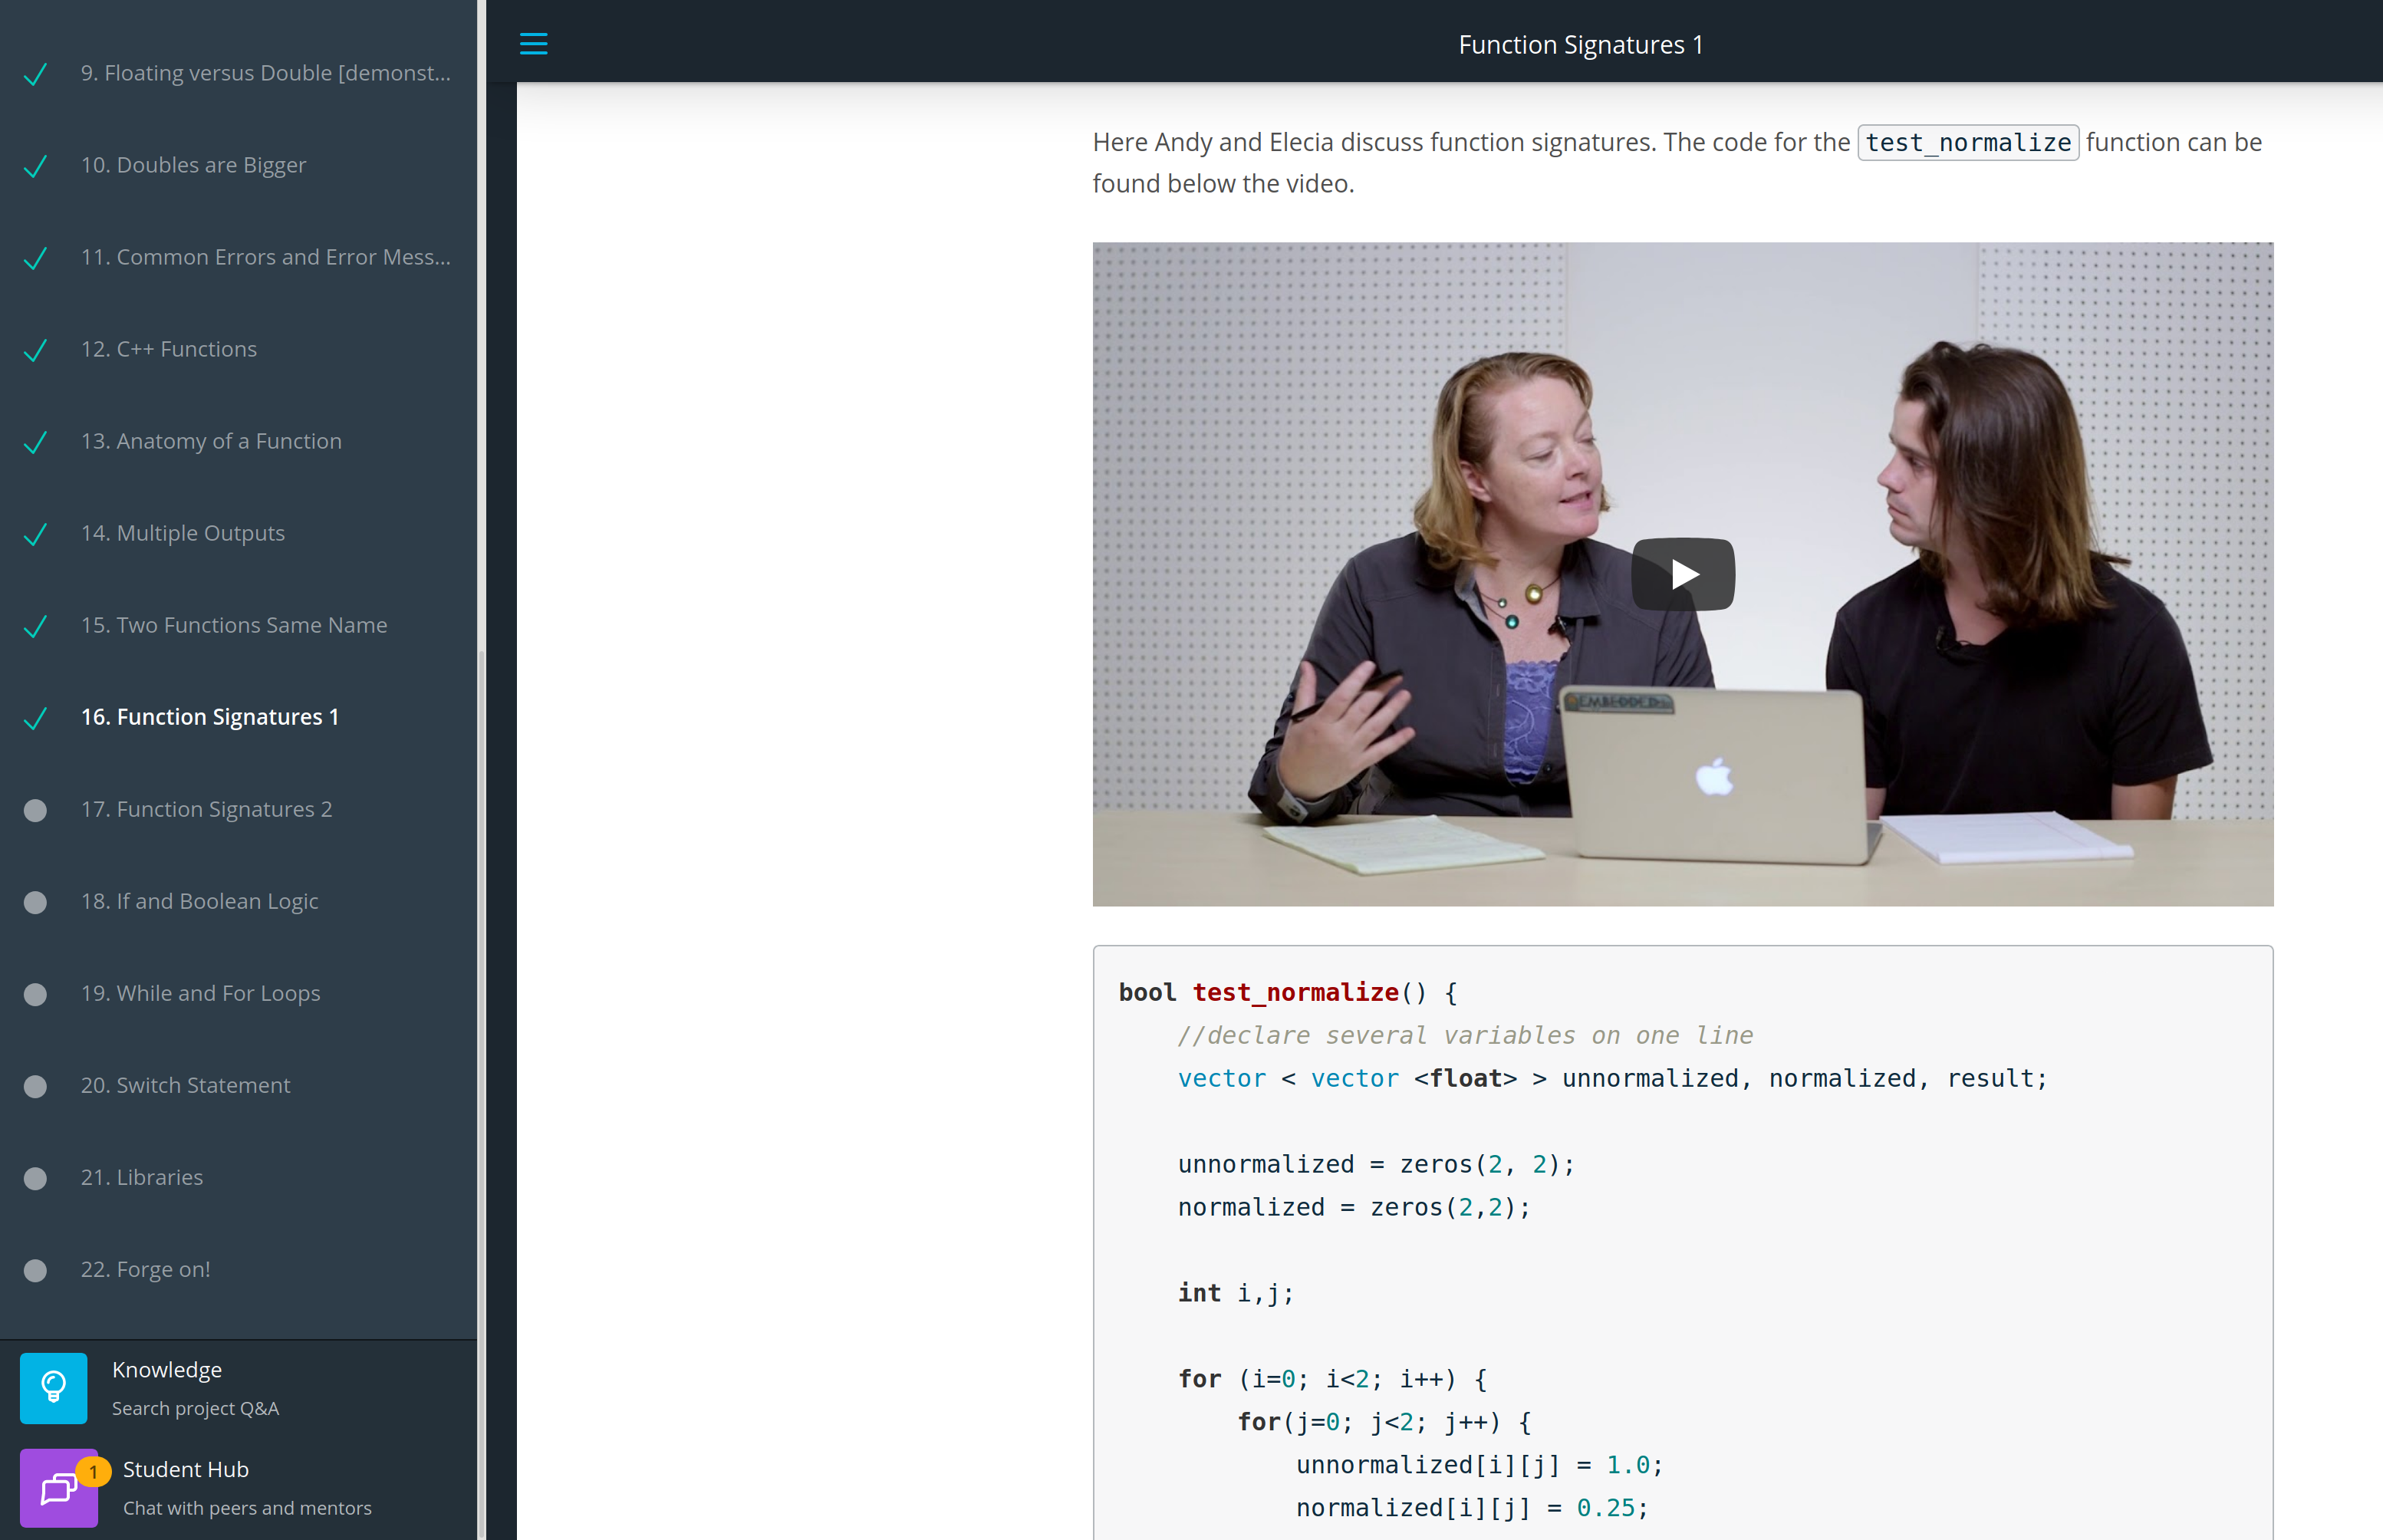 9. Floating versus Double [demonst...
10. Doubles are Bigger
11. Common Errors and Error Mess...
12. C++ Functions
13. Anatomy of a Function
14. Multiple Outputs
15. Two Functions Same Name
16. Function Signatures 1
17. Function Signatures 2
18. If and Boolean Logic
19. While and For Loops
20. Switch Statement
21. Libraries
22. Forge on!
Knowledge
Search project Q&A
1
Student Hub
Chat with peers and mentors
Function Signatures 1
Here Andy and Elecia discuss function signatures. The code for the test_normalize function can be
found below the video.
EMBEDDED
bool test_normalize() {
//declare several variables on one line
vector < vector <float> > unnormalized, normalized, result;
unnormalized = zeros(2, 2);
normalized = zeros(2,2);
int i,j;
for (i=0; i<2; i++) {
for(j=0; j<2; j++) {
unnormalized[i][j] = 1.0;
normalized[i][j] = 0.25;